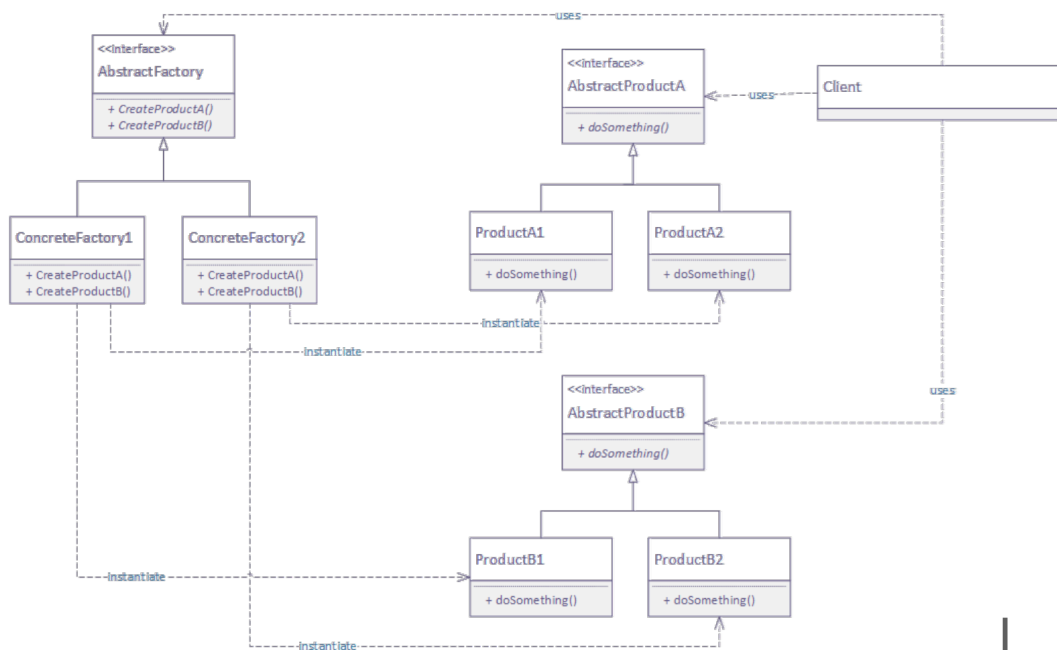 uses
<<interface>>
AbstractFactory
+ CreateProductA()
+ CreateProductB()
<<interface>>
AbstractProductA
+ doSomething()
uses
Client
ConcreteFactory1
+ CreateProductA()
+ CreateProductB()
ConcreteFactory2
+ CreateProductA()
+ CreateProductB()
ProductA1
+ doSomething()
ProductA2
+ doSomething()
Instantiate
Instantiate
<<interface>>
AbstractProductB
+ doSomething()
uses
ProductB1
+ doSomething()
ProductB2
+ doSomething()
Instantiate
Instantiate